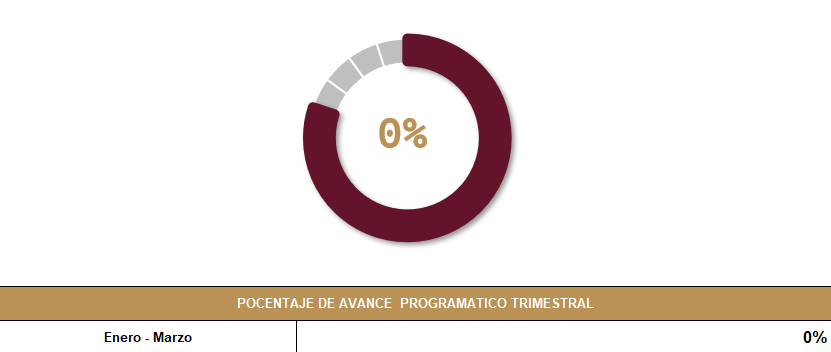 0%
POCENTAJE DE AVANCE  PROGRAMATICO TRIMESTRAL
Enero - Marzo 0%